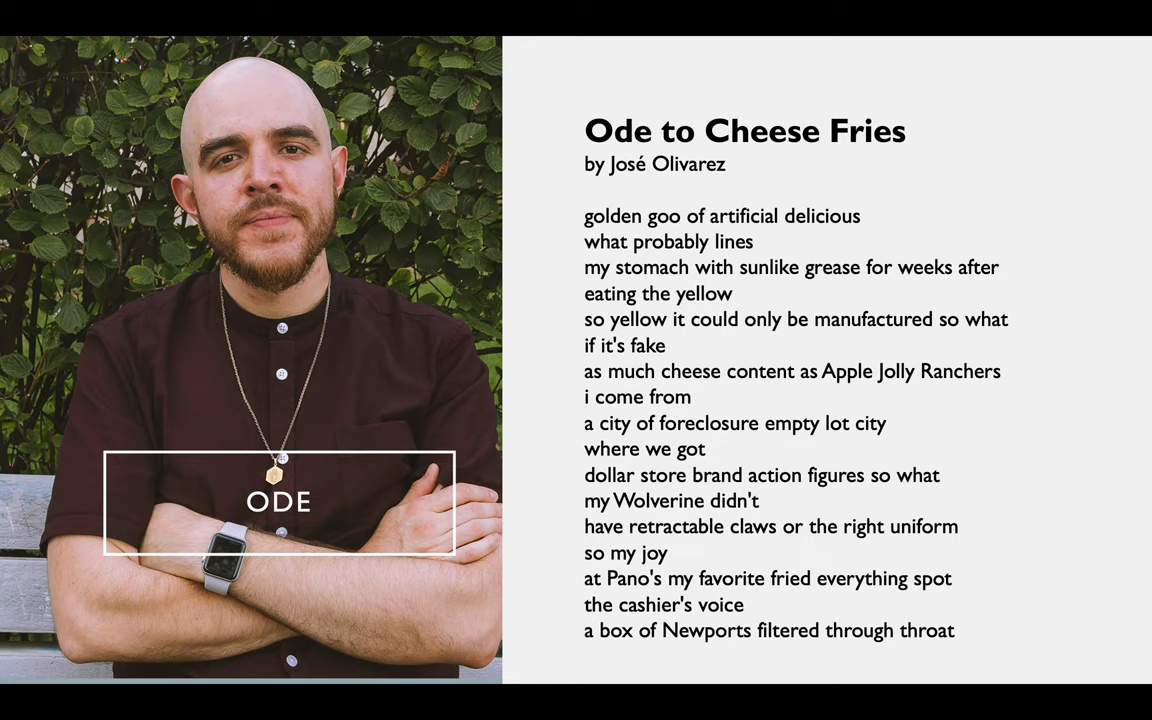 ODE
Ode to Cheese Fries
by José Olivarez
golden goo of artificial delicious
what probably lines
my stomach with sunlike grease for weeks after
eating the yellow
so yellow it could only be manufactured so what
if it's fake
as much cheese content as Apple Jolly Ranchers
i come from
a city of foreclosure empty lot city
where we got
dollar store brand action figures so what
my Wolverine didn't
have retractable claws or the right uniform
so my joy
at Pano's my favorite fried everything spot
the cashier's voice
a box of Newports filtered through throat